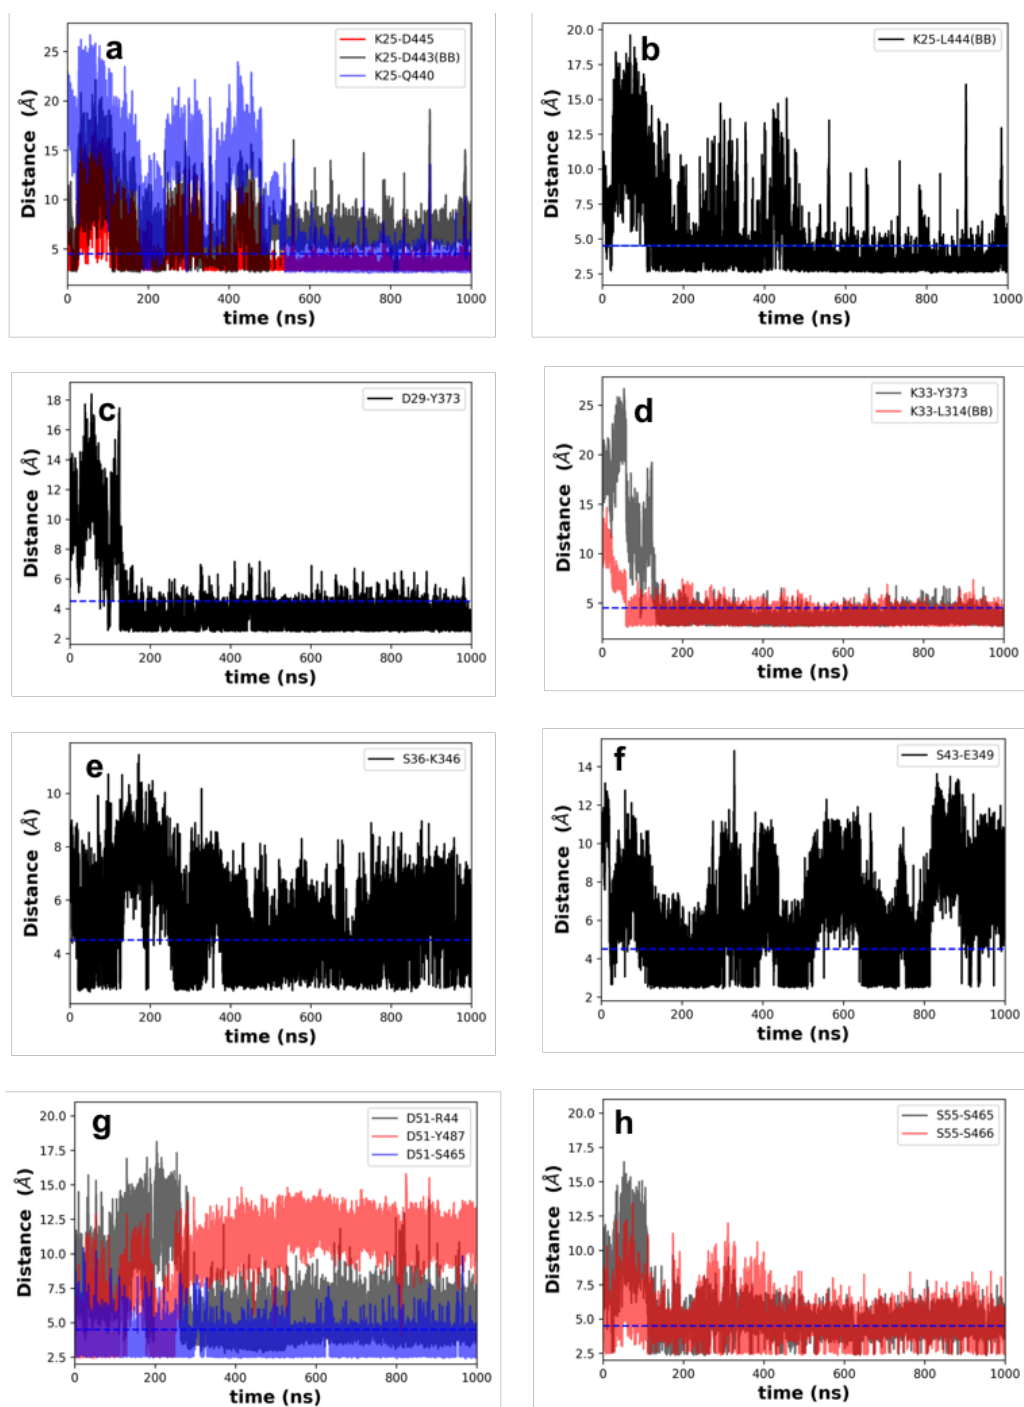 a
K25-D445
K25-D443(BB)
K25-Q440
25
20
15
10
5
Distance (Å)
0 200 400 600 800 1000
time (ns)
b
K25-L444(BB)
20.0
17.5
15.0
12.5
10.0
7.5
5.0
2.5
Distance (Å)
0 200 400 600 800 1000
time (ns)
c
D29-Y373
18
16
14
12
10
8
6
4
2
Distance (Å)
0 200 400 600 800 1000
time (ns)
d
K33-Y373
K33-L314(BB)
25
20
15
10
5
Distance (Å)
0 200 400 600 800 1000
time (ns)
e
S36-K346
10
8
6
4
Distance (Å)
0 200 400 600 800 1000
time (ns)
f
S43-E349
14
12
10
8
6
4
2
Distance (Å)
0 200 400 600 800 1000
time (ns)
g
D51-R44
D51-Y487
D51-S465
20.0
17.5
15.0
12.5
10.0
7.5
5.0
2.5
Distance (Å)
0 200 400 600 800 1000
time (ns)
h
S55-S465
S55-S466
20.0
17.5
15.0
12.5
10.0
7.5
5.0
2.5
Distance (Å)
0 200 400 600 800 1000
time (ns)